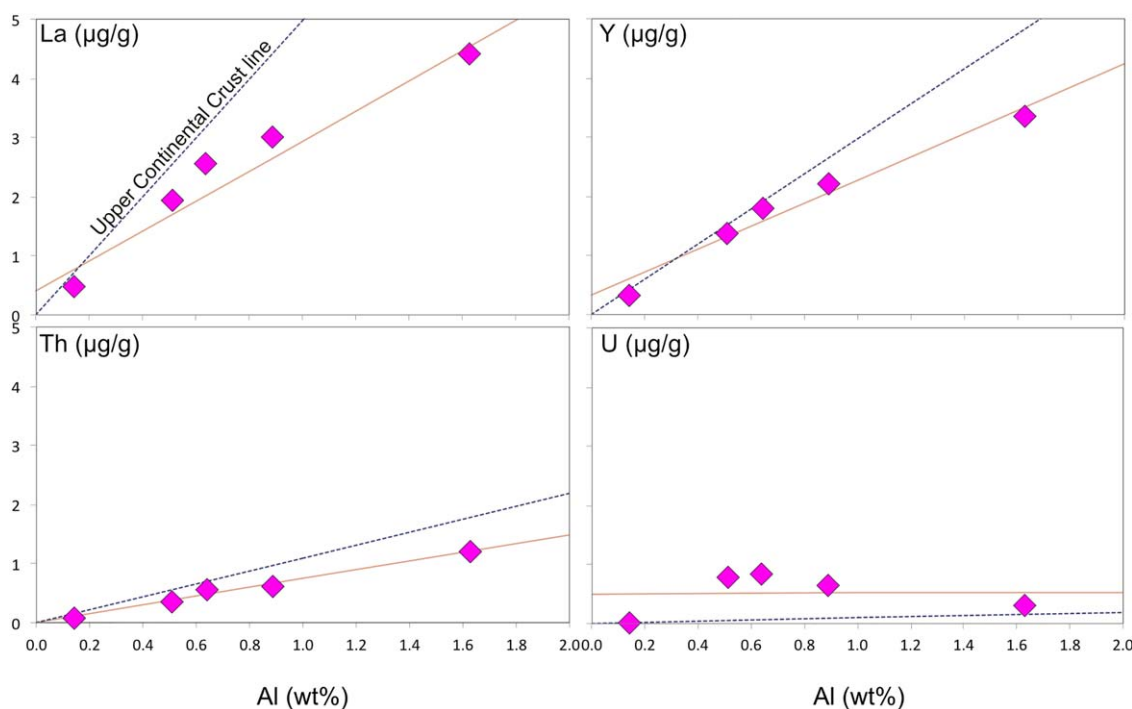 5
La (µg/g)
Upper Continental Crust line
4
3
2
1
0
Y (µg/g)
5
Th (µg/g)
4
3
2
1
0
0.0 0.2 0.4 0.6 0.8 1.0 1.2 1.4 1.6 1.8 2.0
Al (wt%)
U (µg/g)
0.2 0.4 0.6 0.8 1.0 1.2 1.4 1.6 1.8 2.0
Al (wt%)